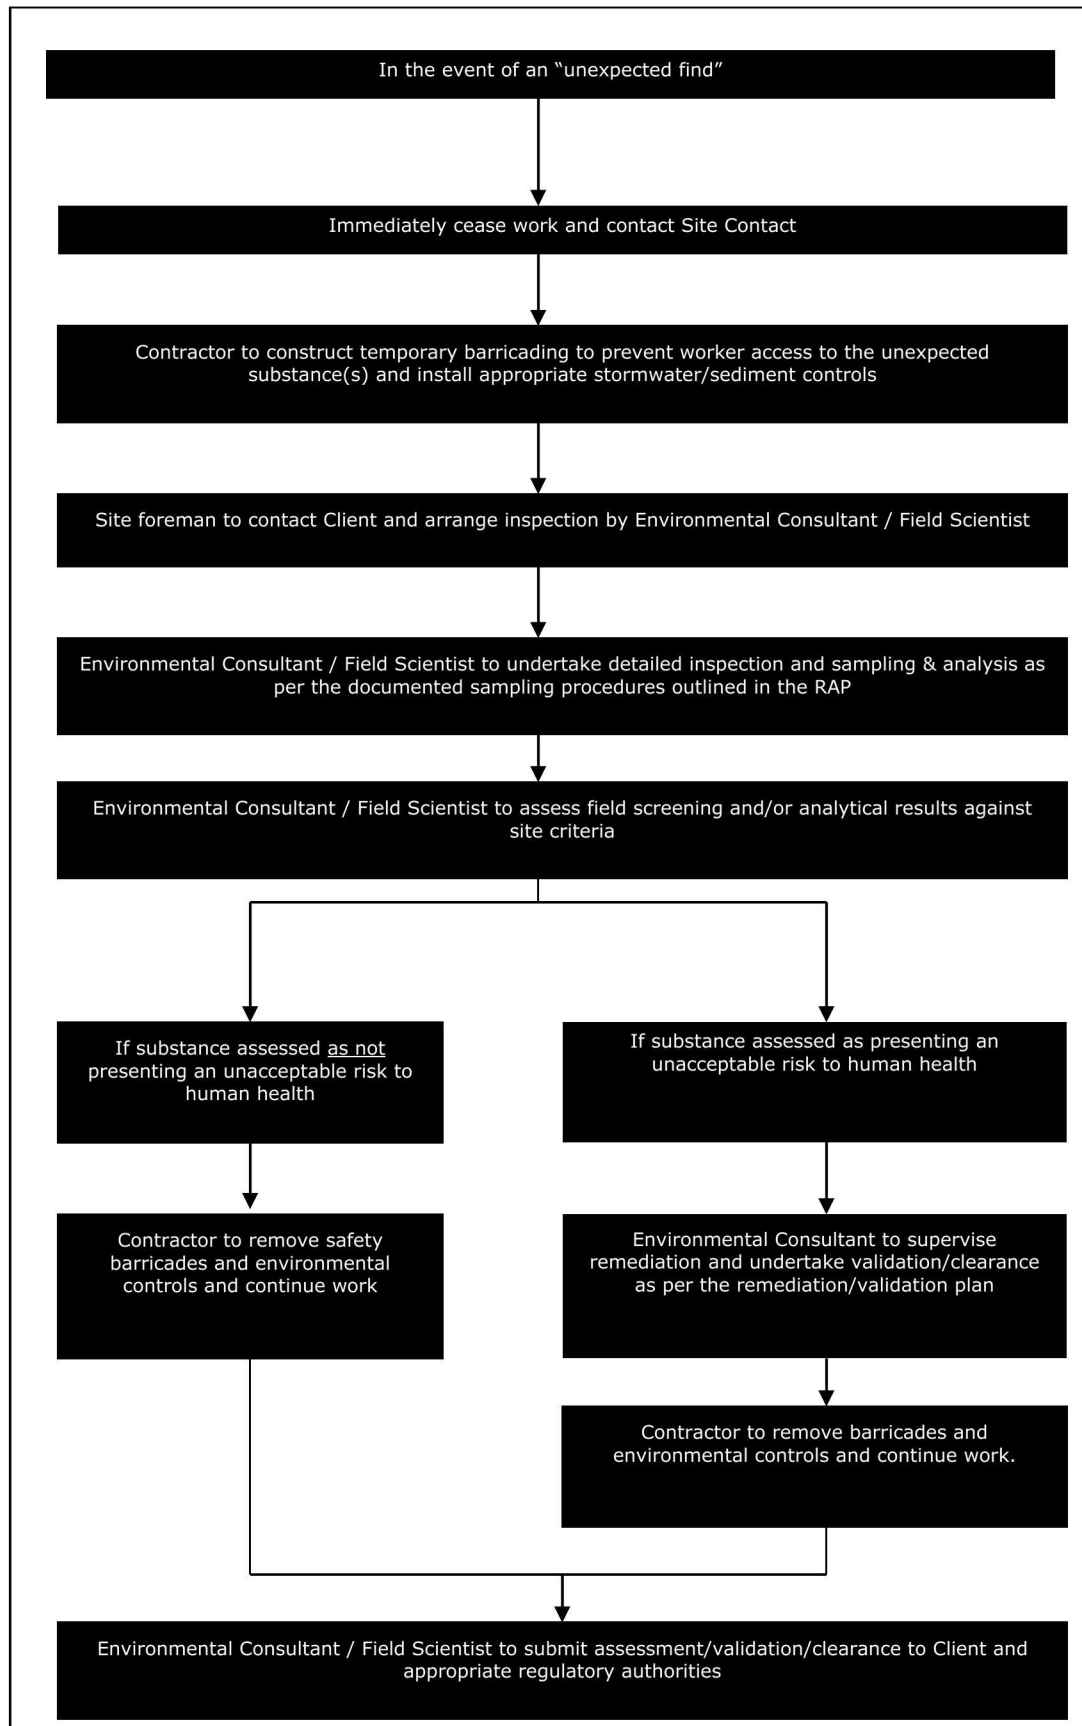 In the event of an “unexpected find”
Immediately cease work and contact Site Contact
Contractor to construct temporary barricading to prevent worker access to the unexpected
substance(s) and install appropriate stormwater/sediment controls
Site foreman to contact Client and arrange inspection by Environmental Consultant / Field Scientist
Environmental Consultant / Field Scientist to undertake detailed inspection and sampling & analysis as
per the documented sampling procedures outlined in the RAP
Environmental Consultant / Field Scientist to assess field screening and/or analytical results against
site criteria
If substance assessed as not
presenting an unacceptable risk to
human health
If substance assessed as presenting an
unacceptable risk to human health
Contractor to remove safety
barricades and environmental
controls and continue work
Environmental Consultant to supervise
remediation and undertake validation/clearance
as per the remediation/validation plan
Contractor to remove barricades and
environmental controls and continue work.
Environmental Consultant / Field Scientist to submit assessment/validation/clearance to Client and
appropriate regulatory authorities